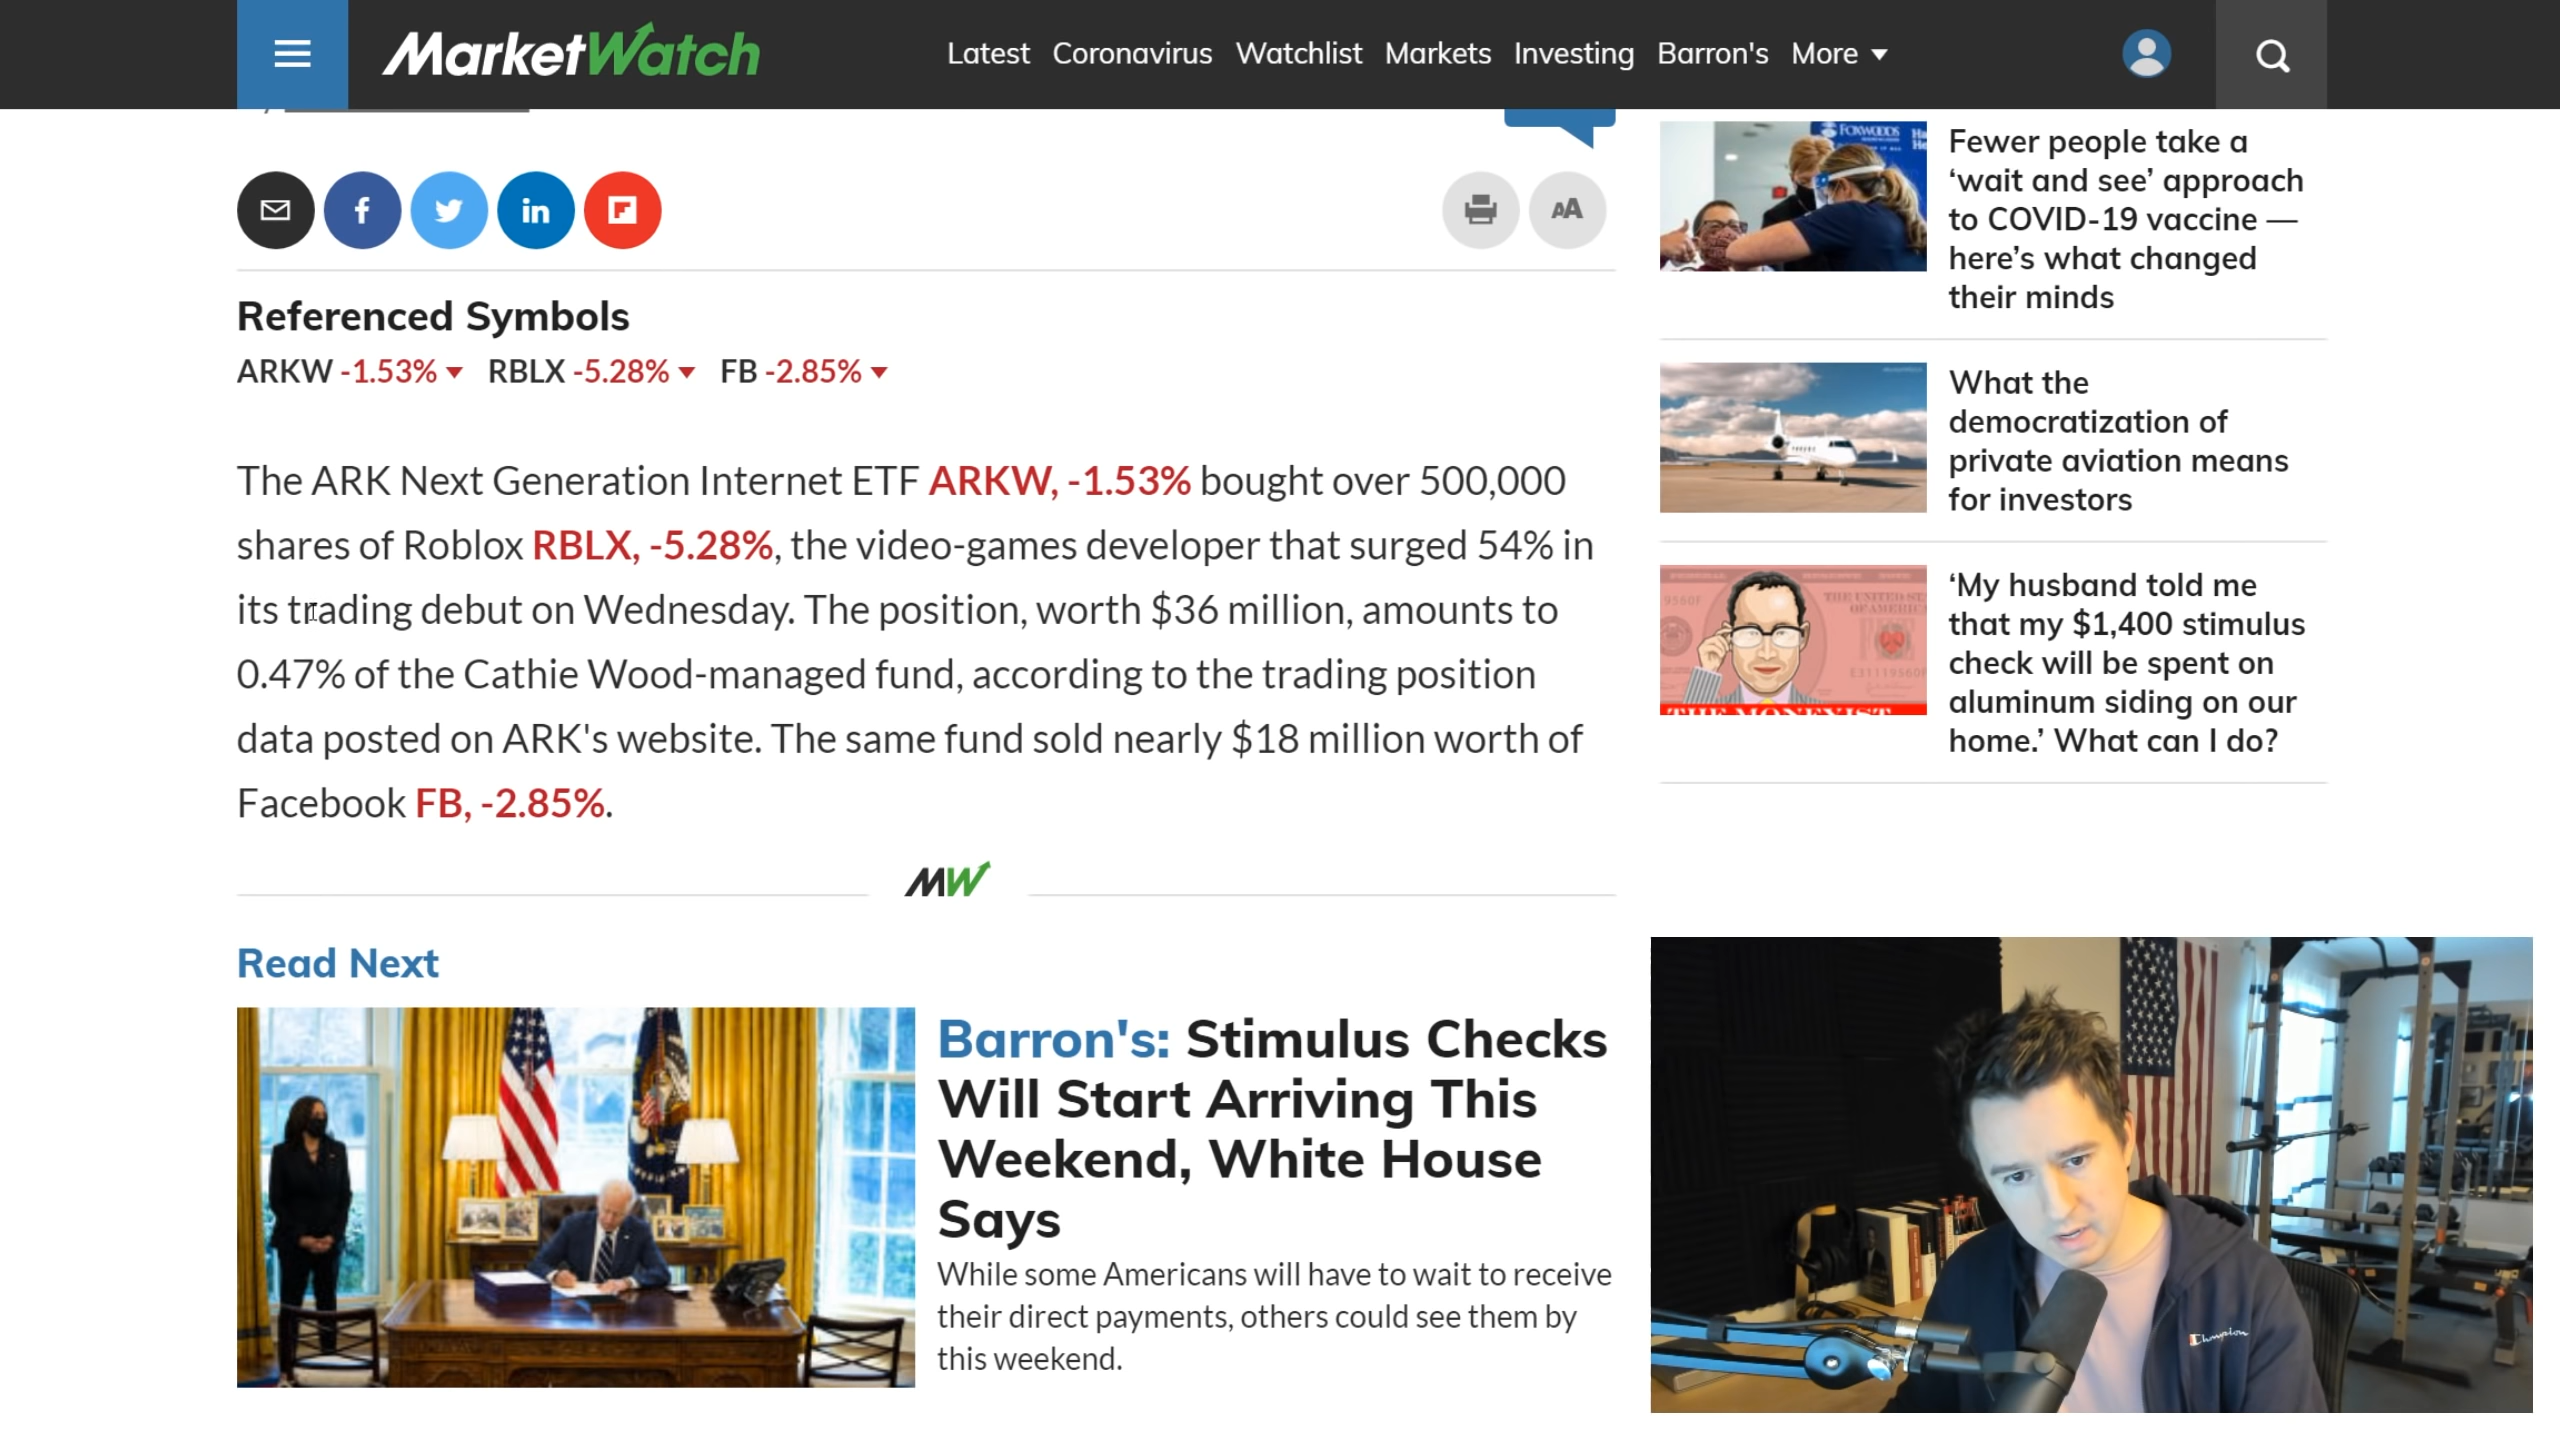 MarketWatch
Latest Coronavirus Watchlist Markets Investing Barron's More
Referenced Symbols
ARKW -1.53% RBLX -5.28% FB -2.85%
The ARK Next Generation Internet ETF ARKW, -1.53% bought over 500,000
shares of Roblox RBLX, -5.28%, the video-games developer that surged 54% in
its trading debut on Wednesday. The position, worth $36 million, amounts to
0.47% of the Cathie Wood-managed fund, according to the trading position
data posted on ARK's website. The same fund sold nearly $18 million worth of
Facebook FB, -2.85%.
MW
Read Next
Barron's: Stimulus Checks
Will Start Arriving This
Weekend, White House
Says
While some Americans will have to wait to receive
their direct payments, others could see them by
this weekend.
FOXWOODS
Fewer people take a
‘wait and see’ approach
to COVID-19 vaccine —
here’s what changed
their minds
What the
democratization of
private aviation means
for investors
THE MONEYIST
‘My husband told me
that my $1,400 stimulus
check will be spent on
aluminum siding on our
home.’ What can I do?
Champion